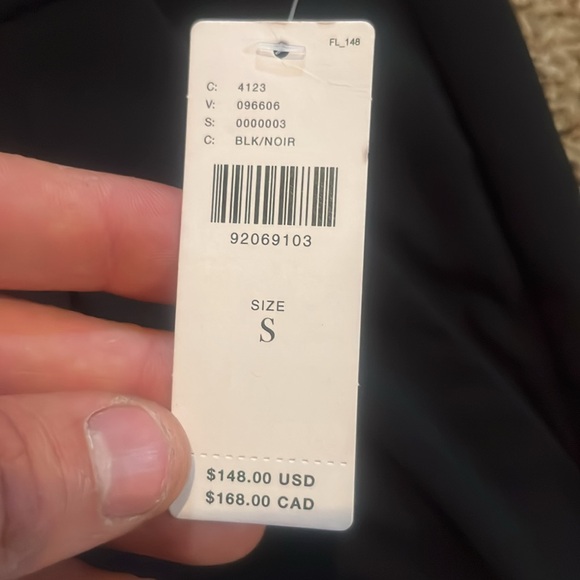 FL_148
C: 4123
V: 096606
S: 0000003
C: BLK/NOIR
92069103
SIZE
S
$148.00 USD
$168.00 CAD